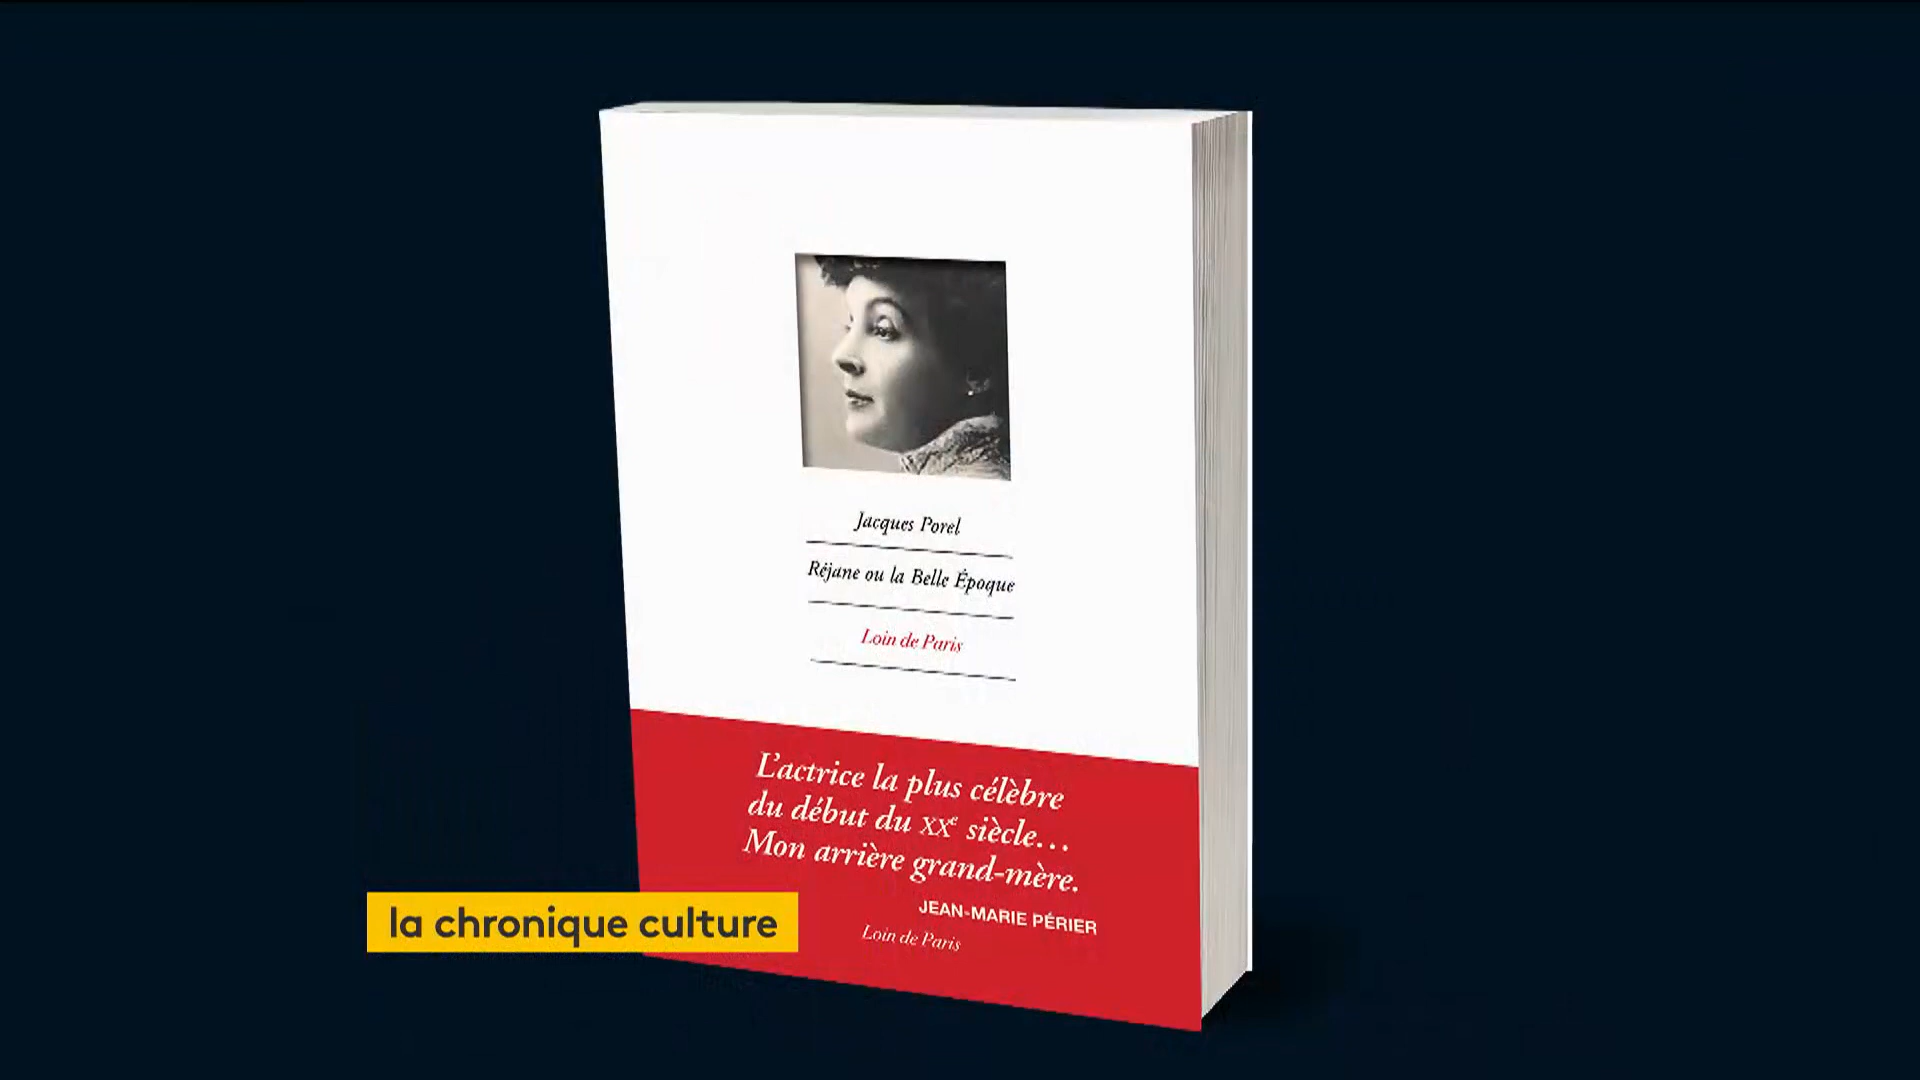 Jacques Porel
Réjane ou la Belle Époque
Loin de Paris
L'actrice la plus célèbre
du début du XXe siècle...
Mon arrière grand-mère.
JEAN-MARIE PÉRIER
Loin de Paris
la chronique culture